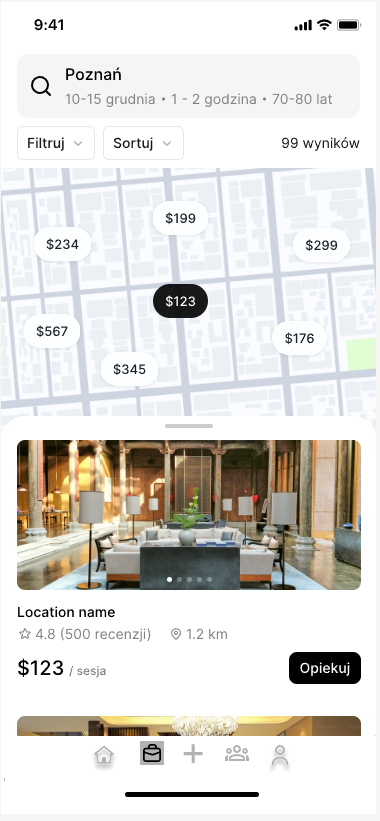 9:41
Poznań
10-15 grudnia • 1 - 2 godzina • 70-80 lat
Filtruj
Sortuj
99 wyników
$199
$234
$299
$123
$567
$176
$345
Location name
4.8 (500 recenzji)
1.2 km
$123 / sesja
Opiekuj